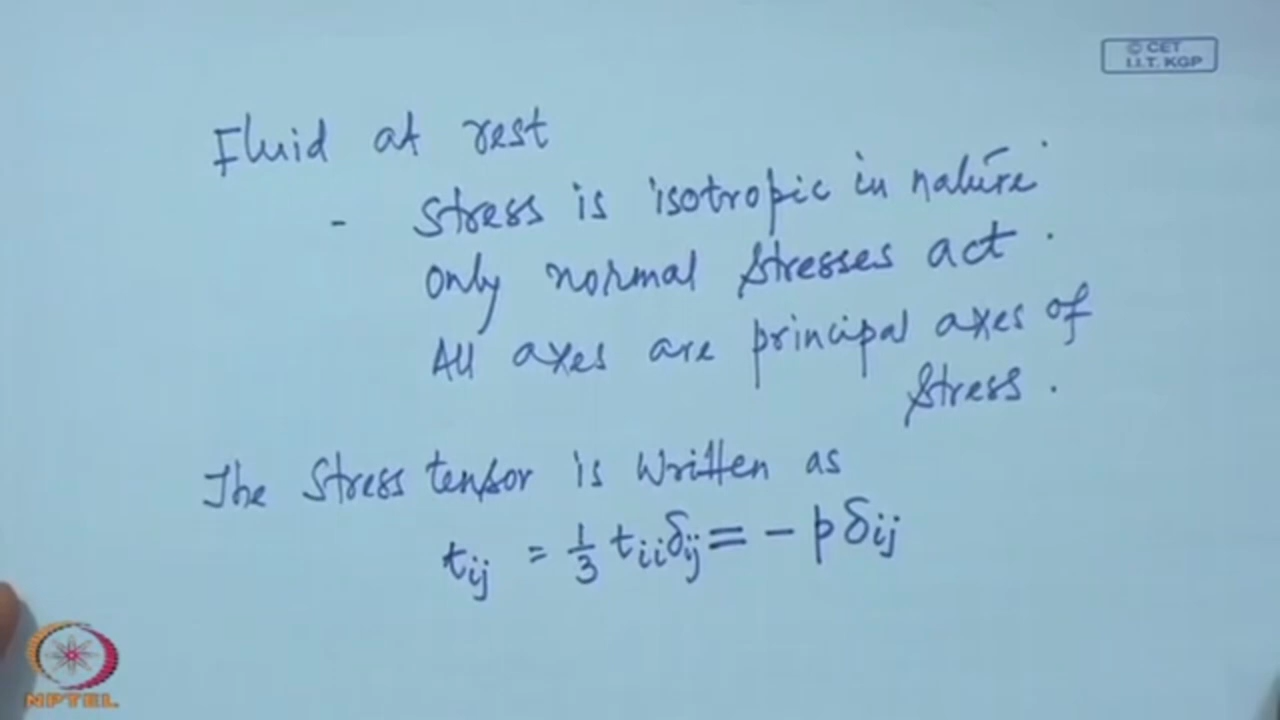 © CET
I.I.T. KGP
Fluid at rest
- Stress is isotropic in nature.
Only normal stresses act.
All axes are principal axes of
stress.
The stress tensor is written as
tij = 1/3 tii δij = - p δij
NPTEL